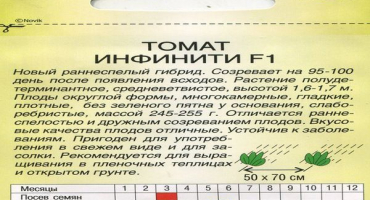 ©Novik
ТОМАТ
ИНФИНИТИ F1
Новый раннеспелый гибрид. Созревает на 95-100
день после появления всходов. Растение полуде-
терминантное, средневетвистое, высотой 1,6-1,7 м.
Плоды округлой формы, многокамерные, гладкие,
плотные, без зеленого пятна у основания, слабо-
ребристые, массой 245-255 г. Отличается ранне-
спелостью и дружным созреванием плодов. Вкусо-
вые качества плодов отличные. Устойчив к заболе-
ваниям. Пригоден для употреб-
ления в свежем виде и для за-
солки. Рекомендуется для выра-
щивания в пленочных теплицах
и открытом грунте.
50 х 70 см
Месяцы 1 2 3 4 5 6 7 8 9 10 11 12
Посев семян